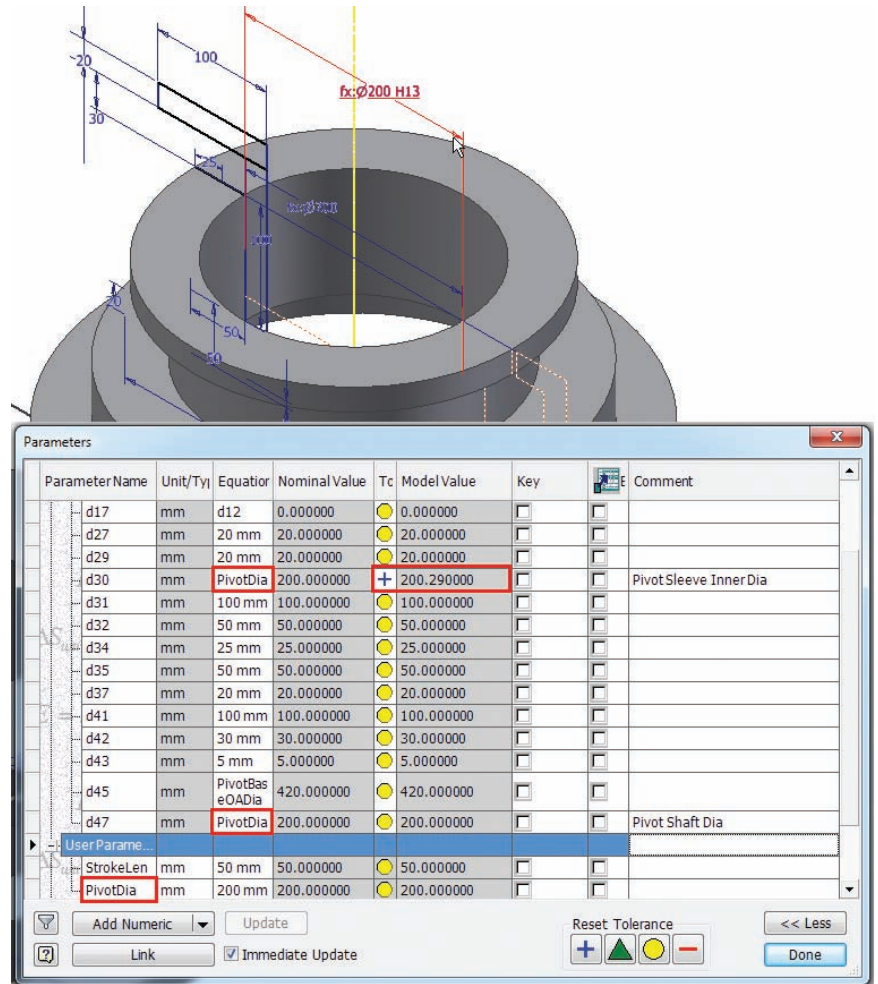 20
100
fx:Ø200 H13
30
25
100
20
50
50
Parameters
Parameter Name Unit/Ty Equation Nominal Value Tc Model Value Key E Comment
d17 mm d12 0.000000 0.000000
d27 mm 20 mm 20.000000 20.000000
d29 mm 20 mm 20.000000 20.000000
d30 mm PivotDia 200.000000 + 200.290000 Pivot Sleeve Inner Dia
d31 mm 100 mm 100.000000 100.000000
d32 mm 50 mm 50.000000 50.000000
d34 mm 25 mm 25.000000 25.000000
d35 mm 50 mm 50.000000 50.000000
d37 mm 20 mm 20.000000 20.000000
d41 mm 100 mm 100.000000 100.000000
d42 mm 30 mm 30.000000 30.000000
d43 mm 5 mm 5.000000 5.000000
d45 mm PivotBas
eOADia 420.000000 420.000000
d47 mm PivotDia 200.000000 200.000000 Pivot Shaft Dia
User Parame...
StrokeLen mm 50 mm 50.000000 50.000000
PivotDia mm 200 mm 200.000000 200.000000
Add Numeric Update Reset Tolerance << Less
Link Immediate Update Done